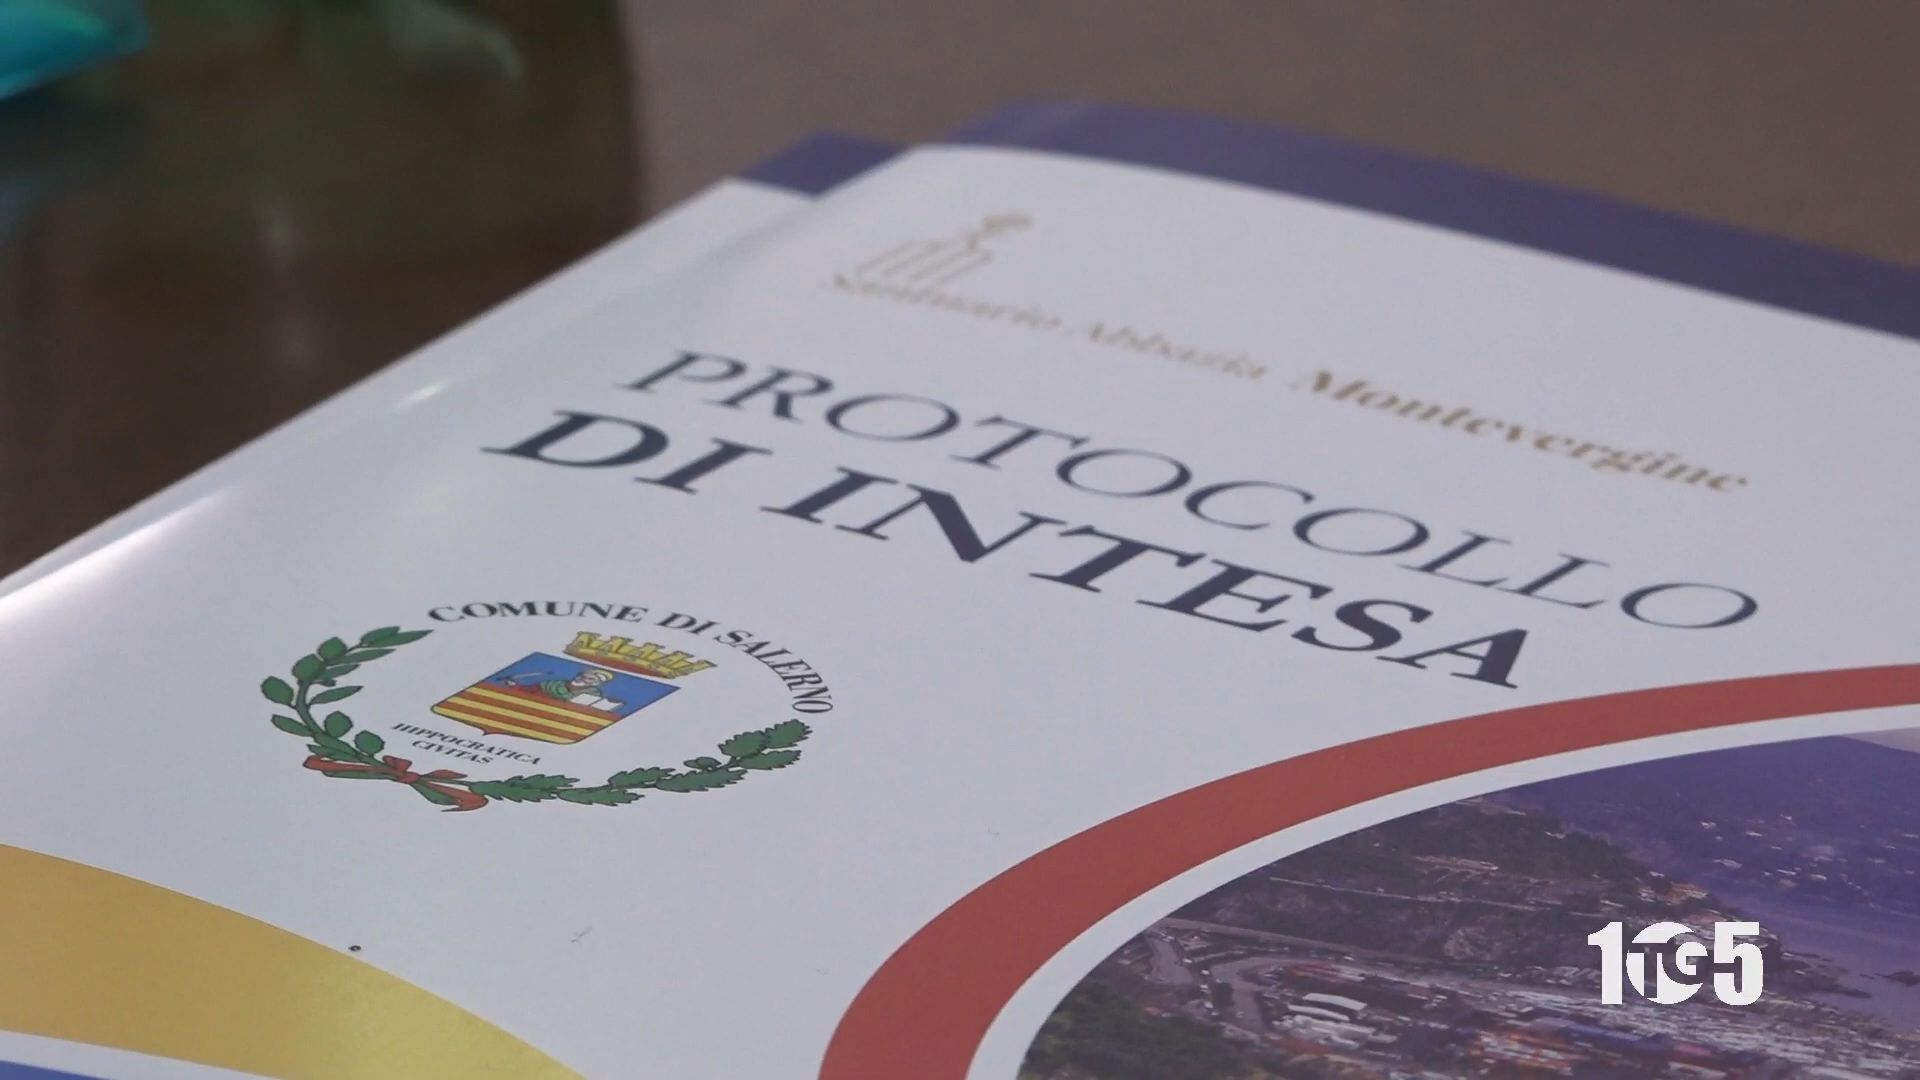 Santuario Abbazia Montevergine
PROTOCOLLO
DI INTESA
COMUNE DI SALERNO
HIPPOCRATICA
CIVITAS
1TG5